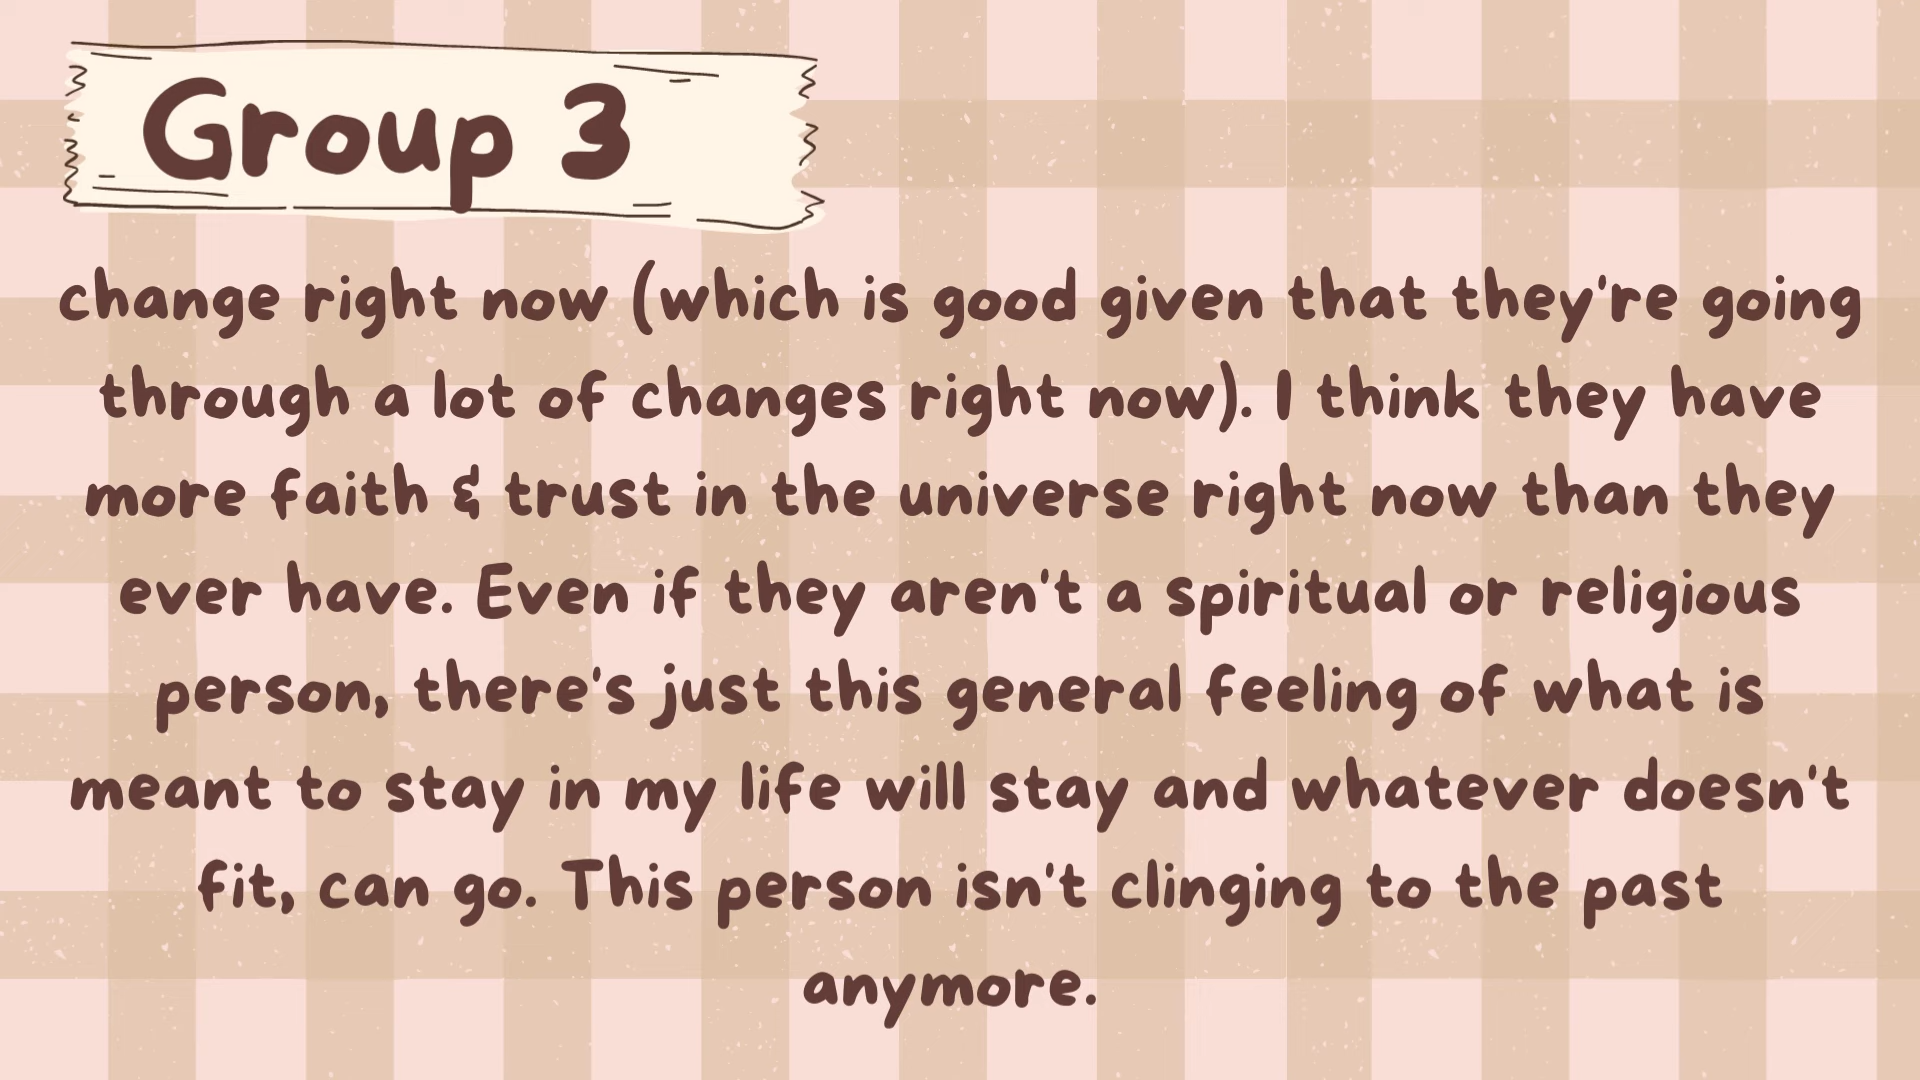 Group 3
change right now (which is good given that they're going
through a lot of changes right now). I think they have
more faith & trust in the universe right now than they
ever have. Even if they aren't a spiritual or religious
person, there's just this general feeling of what is
meant to stay in my life will stay and whatever doesn't
fit, can go. This person isn't clinging to the past
anymore.